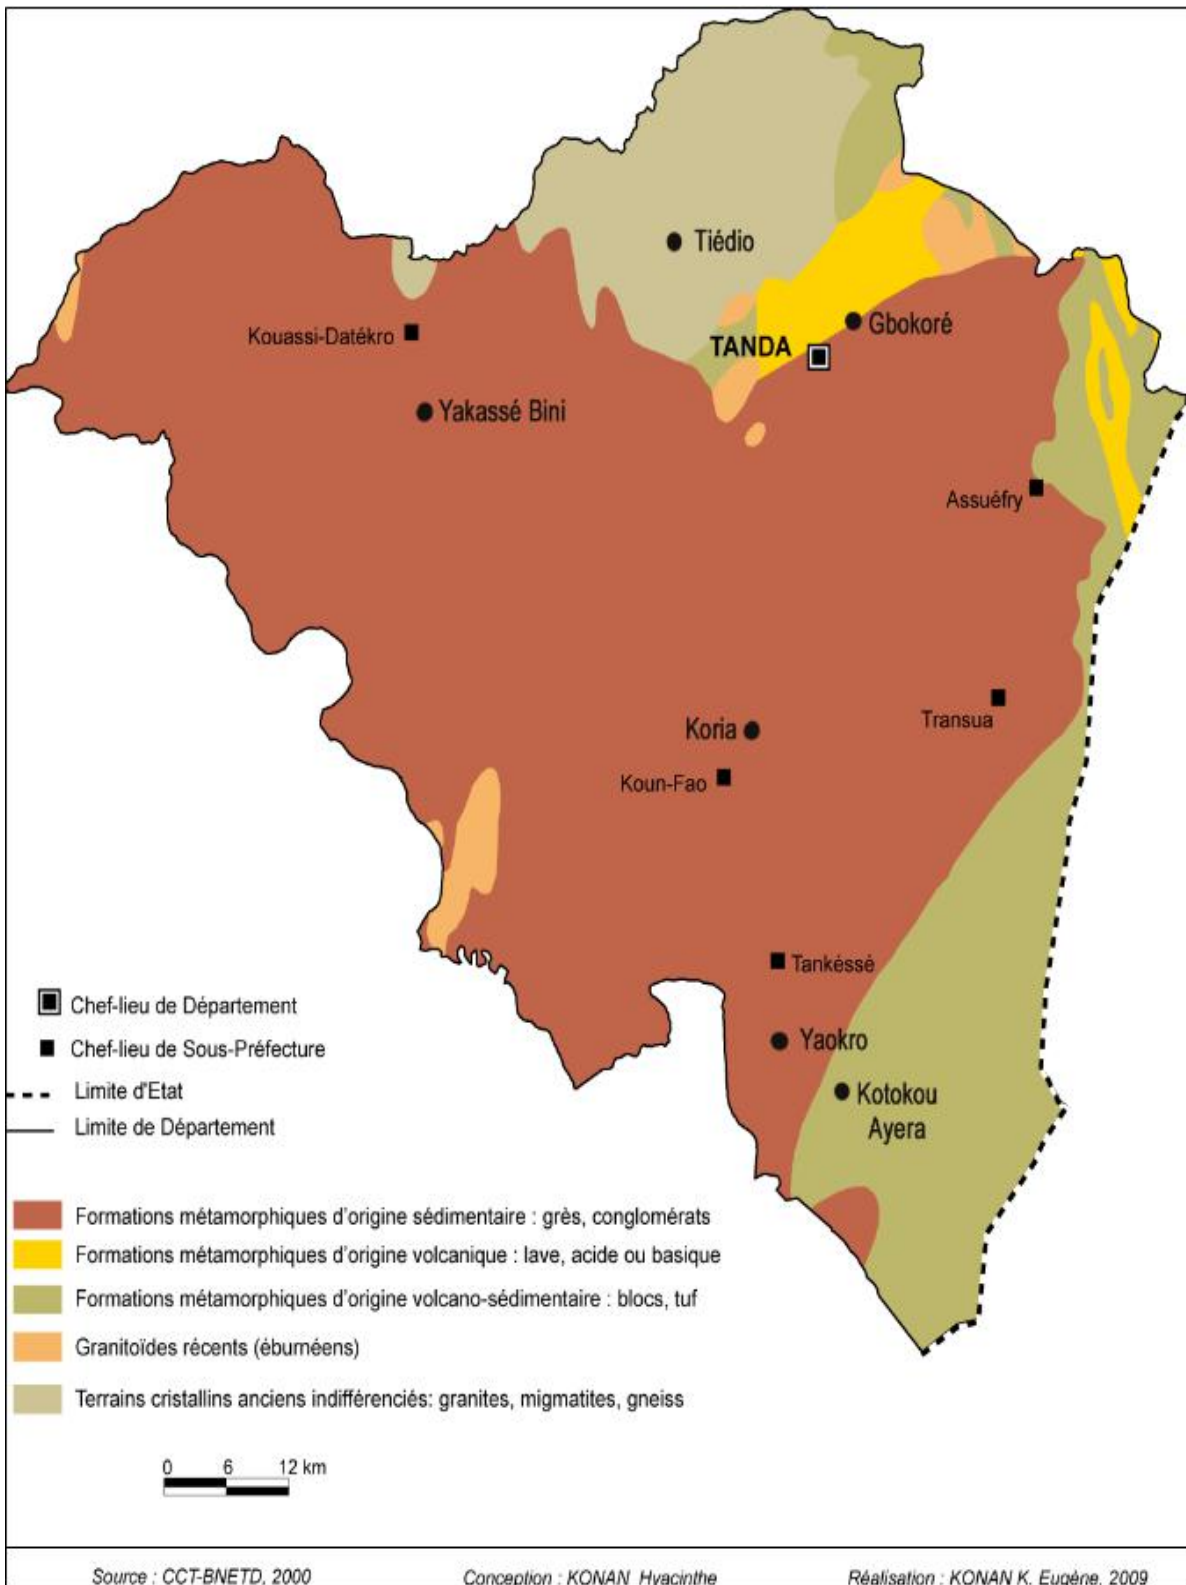 Tiédio
Gbokoré
TANDA
Kouassi-Datékro
Yakassé Bini
Assuéfry
Transua
Koria
Koun-Fao
Tankéssé
Yaokro
Kotokou
Ayera
Chef-lieu de Département
Chef-lieu de Sous-Préfecture
Limite d'Etat
Limite de Département
Formations métamorphiques d'origine sédimentaire : grès, conglomérats
Formations métamorphiques d'origine volcanique : lave, acide ou basique
Formations métamorphiques d'origine volcano-sédimentaire : blocs, tuf
Granitoïdes récents (éburnéens)
Terrains cristallins anciens indifférenciés: granites, migmatites, gneiss
0 6 12 km
Source : CCT-BNETD, 2000 Conception : KONAN Hyacinthe Réalisation : KONAN K. Eugène, 2009